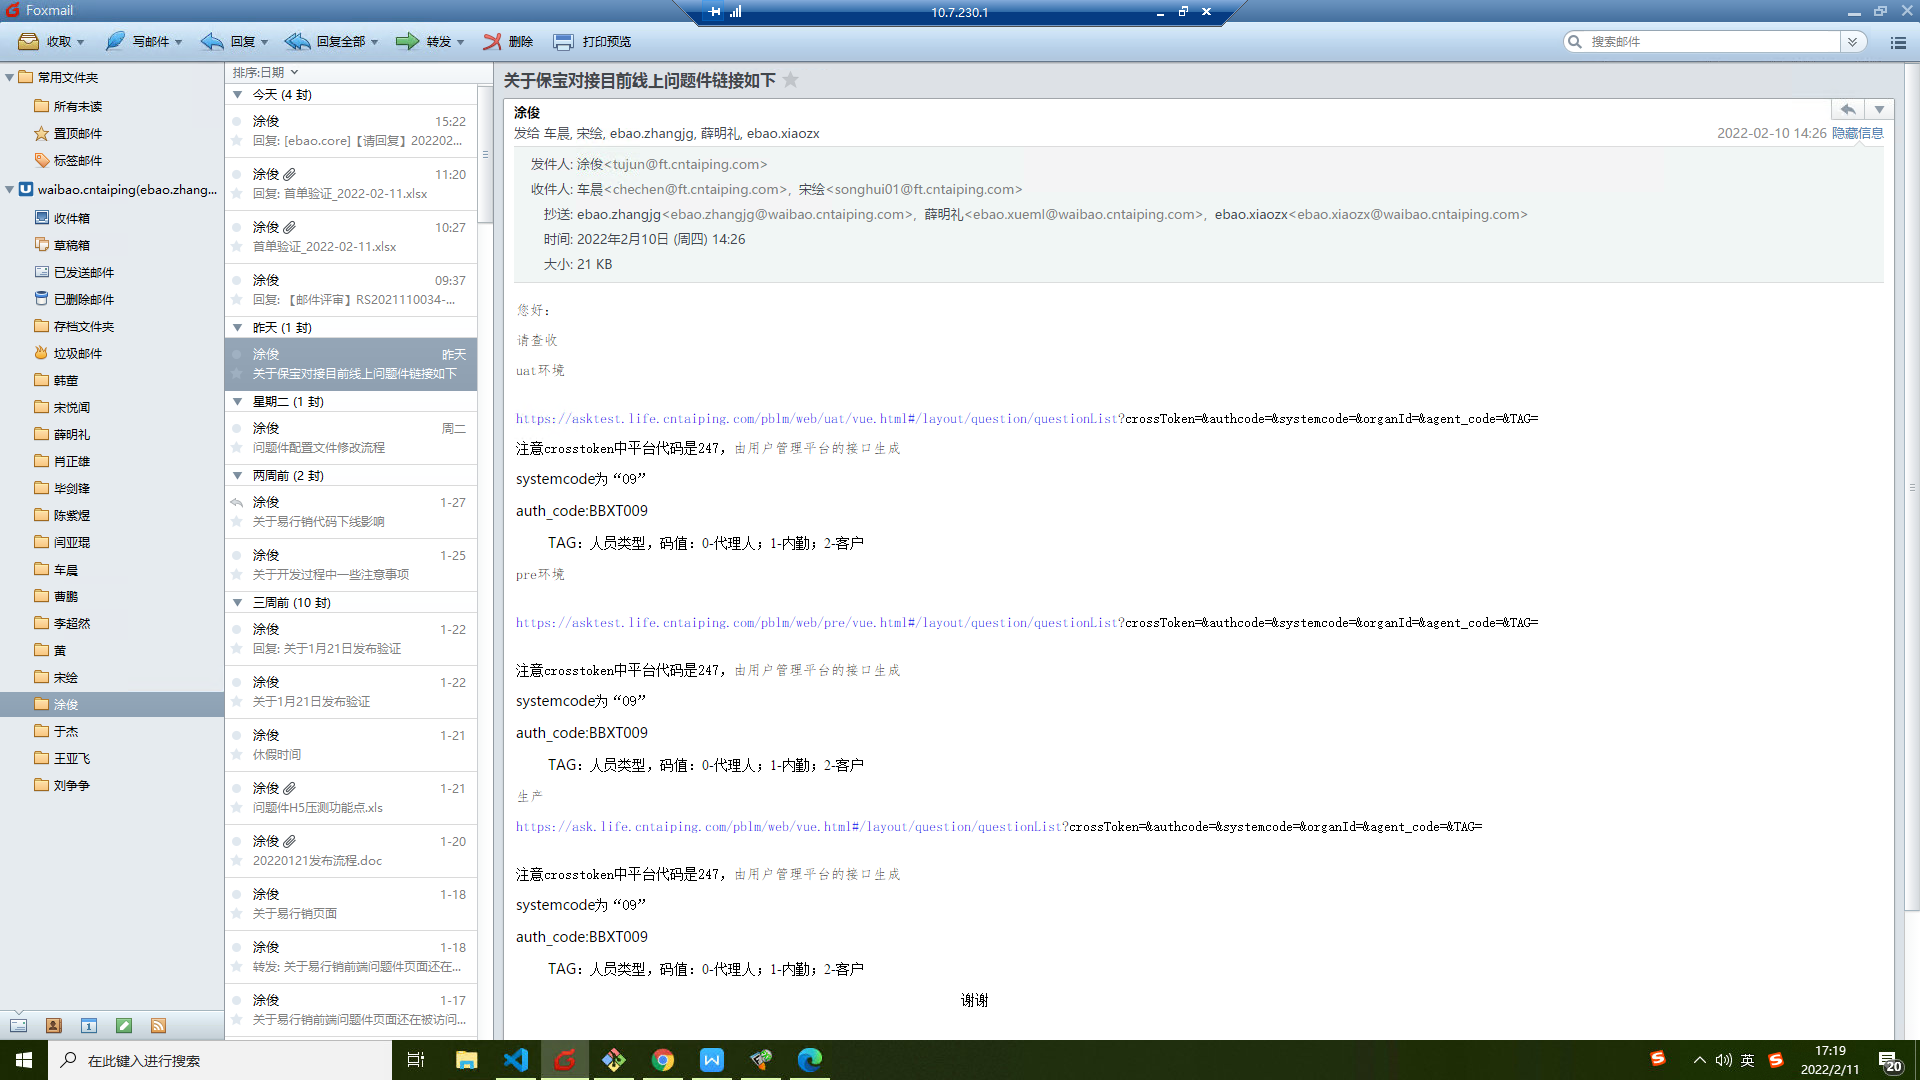 Foxmail
10.7.230.1
收取
写邮件
回复
回复全部
转发
删除
打印预览
搜索邮件
常用文件夹
所有未读
置顶邮件
标签邮件
waibao.cntaiping(ebao.zhang...
收件箱
草稿箱
已发送邮件
已删除邮件
存档文件夹
垃圾邮件
韩蕾
宋悦闻
薛明礼
肖正雄
毕剑锋
陈紫煜
闫亚琨
车晨
曹鹏
李超然
黄
宋绘
涂俊
于杰
王亚飞
刘争争
排序:日期
今天 (4 封)
涂俊 15:22
回复: [ebao.core]【请回复】202202...
涂俊 11:20
回复: 首单验证_2022-02-11.xlsx
涂俊 10:27
首单验证_2022-02-11.xlsx
涂俊 09:37
回复: 【邮件评审】RS2021110034-...
昨天 (1 封)
涂俊 昨天
关于保宝对接目前线上问题件链接如下
星期二 (1 封)
涂俊 周二
问题件配置文件修改流程
两周前 (2 封)
涂俊 1-27
关于易行销代码下线影响
涂俊 1-25
关于开发过程中一些注意事项
三周前 (10 封)
涂俊 1-22
回复: 关于1月21日发布验证
涂俊 1-22
关于1月21日发布验证
涂俊 1-21
休假时间
涂俊 1-21
问题件H5压测功能点.xls
涂俊 1-20
20220121发布流程.doc
涂俊 1-18
关于易行销页面
涂俊 1-18
转发: 关于易行销前端问题件页面还在...
涂俊 1-17
关于易行销前端问题件页面还在被访问...
关于保宝对接目前线上问题件链接如下
涂俊
发给 车晨, 宋绘, ebao.zhangjg, 薛明礼, ebao.xiaozx
2022-02-10 14:26 隐藏信息
发件人: 涂俊<tujun@ft.cntaiping.com>
收件人: 车晨<chechen@ft.cntaiping.com>, 宋绘<songhui01@ft.cntaiping.com>
抄送: ebao.zhangjg<ebao.zhangjg@waibao.cntaiping.com>, 薛明礼<ebao.xueml@waibao.cntaiping.com>, ebao.xiaozx<ebao.xiaozx@waibao.cntaiping.com>
时间: 2022年2月10日 (周四) 14:26
大小: 21 KB
您好：
请查收
uat环境
https://asktest.life.cntaiping.com/pblm/web/uat/vue.html#/layout/question/questionList?crossToken=&authcode=&systemcode=&organId=&agent_code=&TAG=
注意crosstoken中平台代码是247，由用户管理平台的接口生成
systemcode为“09”
auth_code:BBXT009
TAG：人员类型，码值：0-代理人；1-内勤；2-客户
pre环境
https://asktest.life.cntaiping.com/pblm/web/pre/vue.html#/layout/question/questionList?crossToken=&authcode=&systemcode=&organId=&agent_code=&TAG=
注意crosstoken中平台代码是247，由用户管理平台的接口生成
systemcode为“09”
auth_code:BBXT009
TAG：人员类型，码值：0-代理人；1-内勤；2-客户
生产
https://ask.life.cntaiping.com/pblm/web/vue.html#/layout/question/questionList?crossToken=&authcode=&systemcode=&organId=&agent_code=&TAG=
注意crosstoken中平台代码是247，由用户管理平台的接口生成
systemcode为“09”
auth_code:BBXT009
TAG：人员类型，码值：0-代理人；1-内勤；2-客户
谢谢
在此键入进行搜索
英
17:19
2022/2/11
20